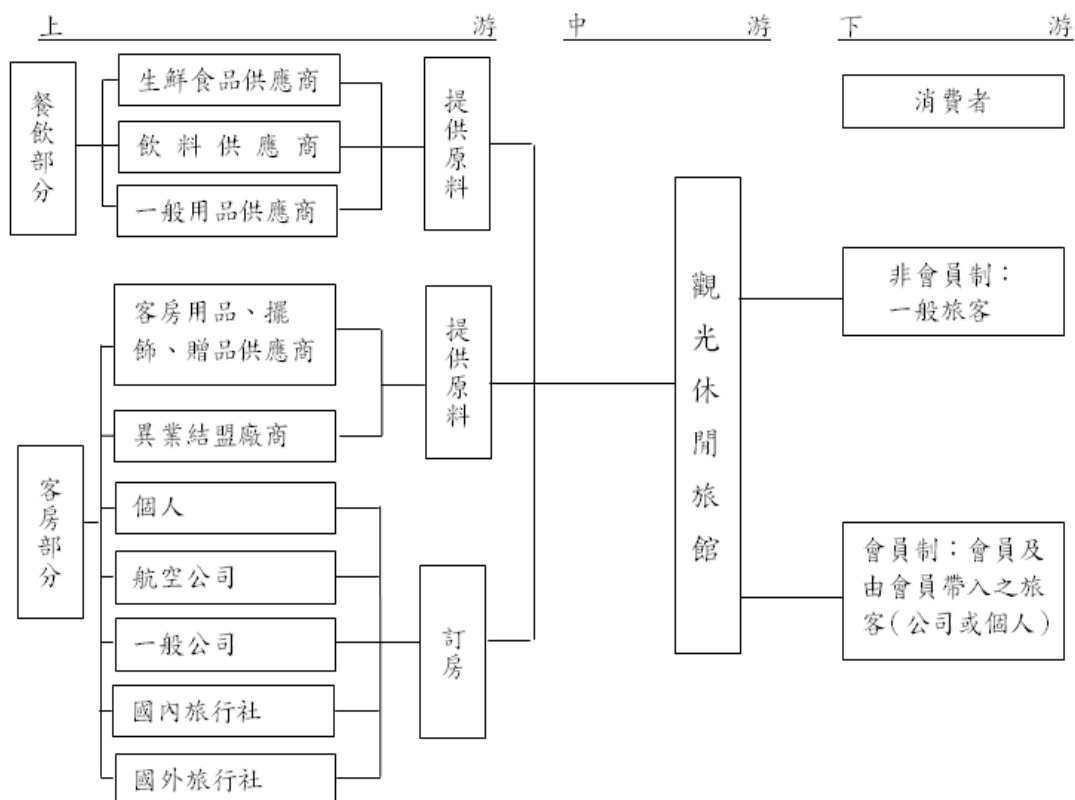 上游
中游
下游
餐飲部分
生鮮食品供應商
飲料供應商
一般用品供應商
提供原料
客房部分
客房用品、擺
飾、贈品供應商
異業結盟廠商
提供原料
個人
航空公司
一般公司
國內旅行社
國外旅行社
訂房
觀光休閒旅館
消費者
非會員制：
一般旅客
會員制：會員及
由會員帶入之旅
客(公司或個人)